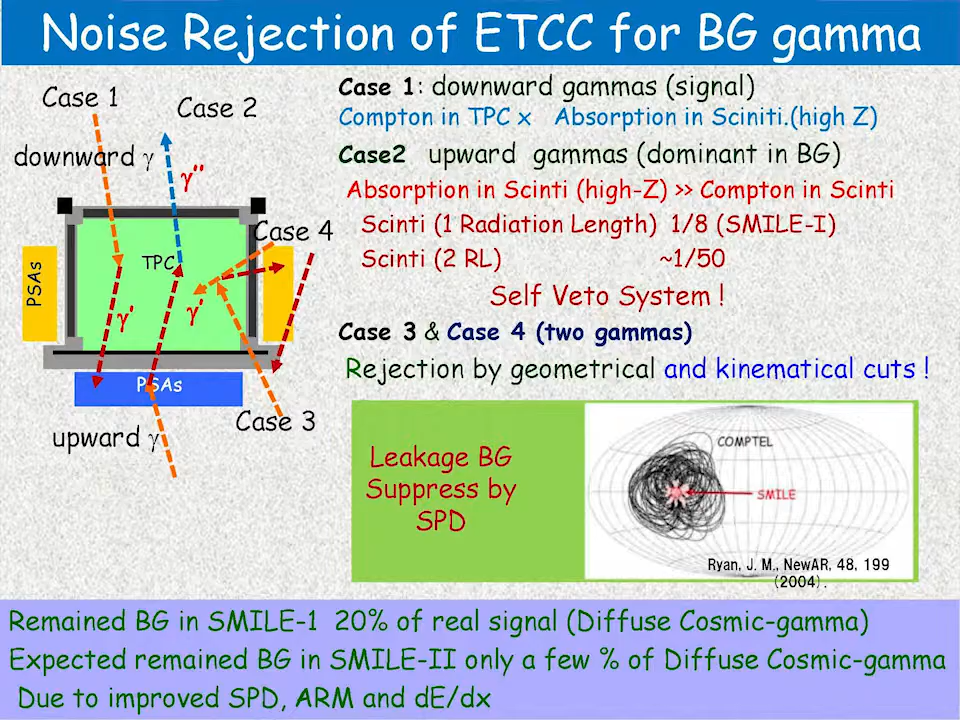 Noise Rejection of ETCC for BG gamma
Case 1
Case 2
downward γ
γ''
Case 4
TPC
PSAs
γ'
γ'
PSAs
Case 3
upward γ
Case 1: downward gammas (signal)
Compton in TPC x Absorption in Sciniti.(high Z)
Case2 upward gammas (dominant in BG)
Absorption in Scinti (high-Z) >> Compton in Scinti
Scinti (1 Radiation Length) 1/8 (SMILE-I)
Scinti (2 RL) ~1/50
Self Veto System !
Case 3 & Case 4 (two gammas)
Rejection by geometrical and kinematical cuts !
Leakage BG
Suppress by
SPD
COMPTEL
SMILE
Ryan, J. M., NewAR, 48, 199
(2004).
Remained BG in SMILE-1 20% of real signal (Diffuse Cosmic-gamma)
Expected remained BG in SMILE-II only a few % of Diffuse Cosmic-gamma
Due to improved SPD, ARM and dE/dx